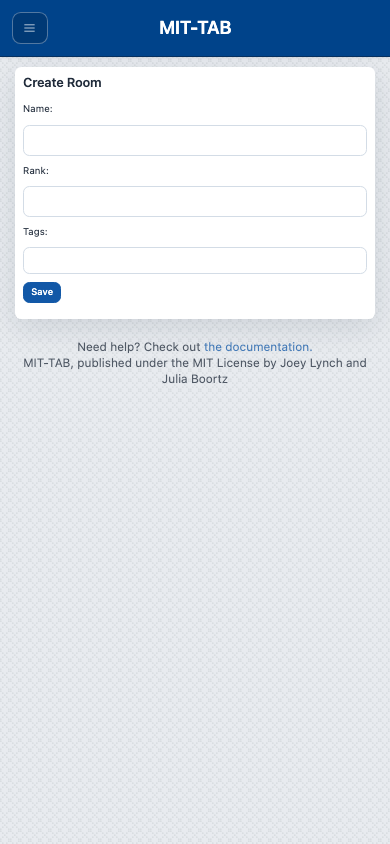 MIT-TAB
Create Room
Name:
Rank:
Tags:
Save
Need help? Check out the documentation.
MIT-TAB, published under the MIT License by Joey Lynch and
Julia Boortz